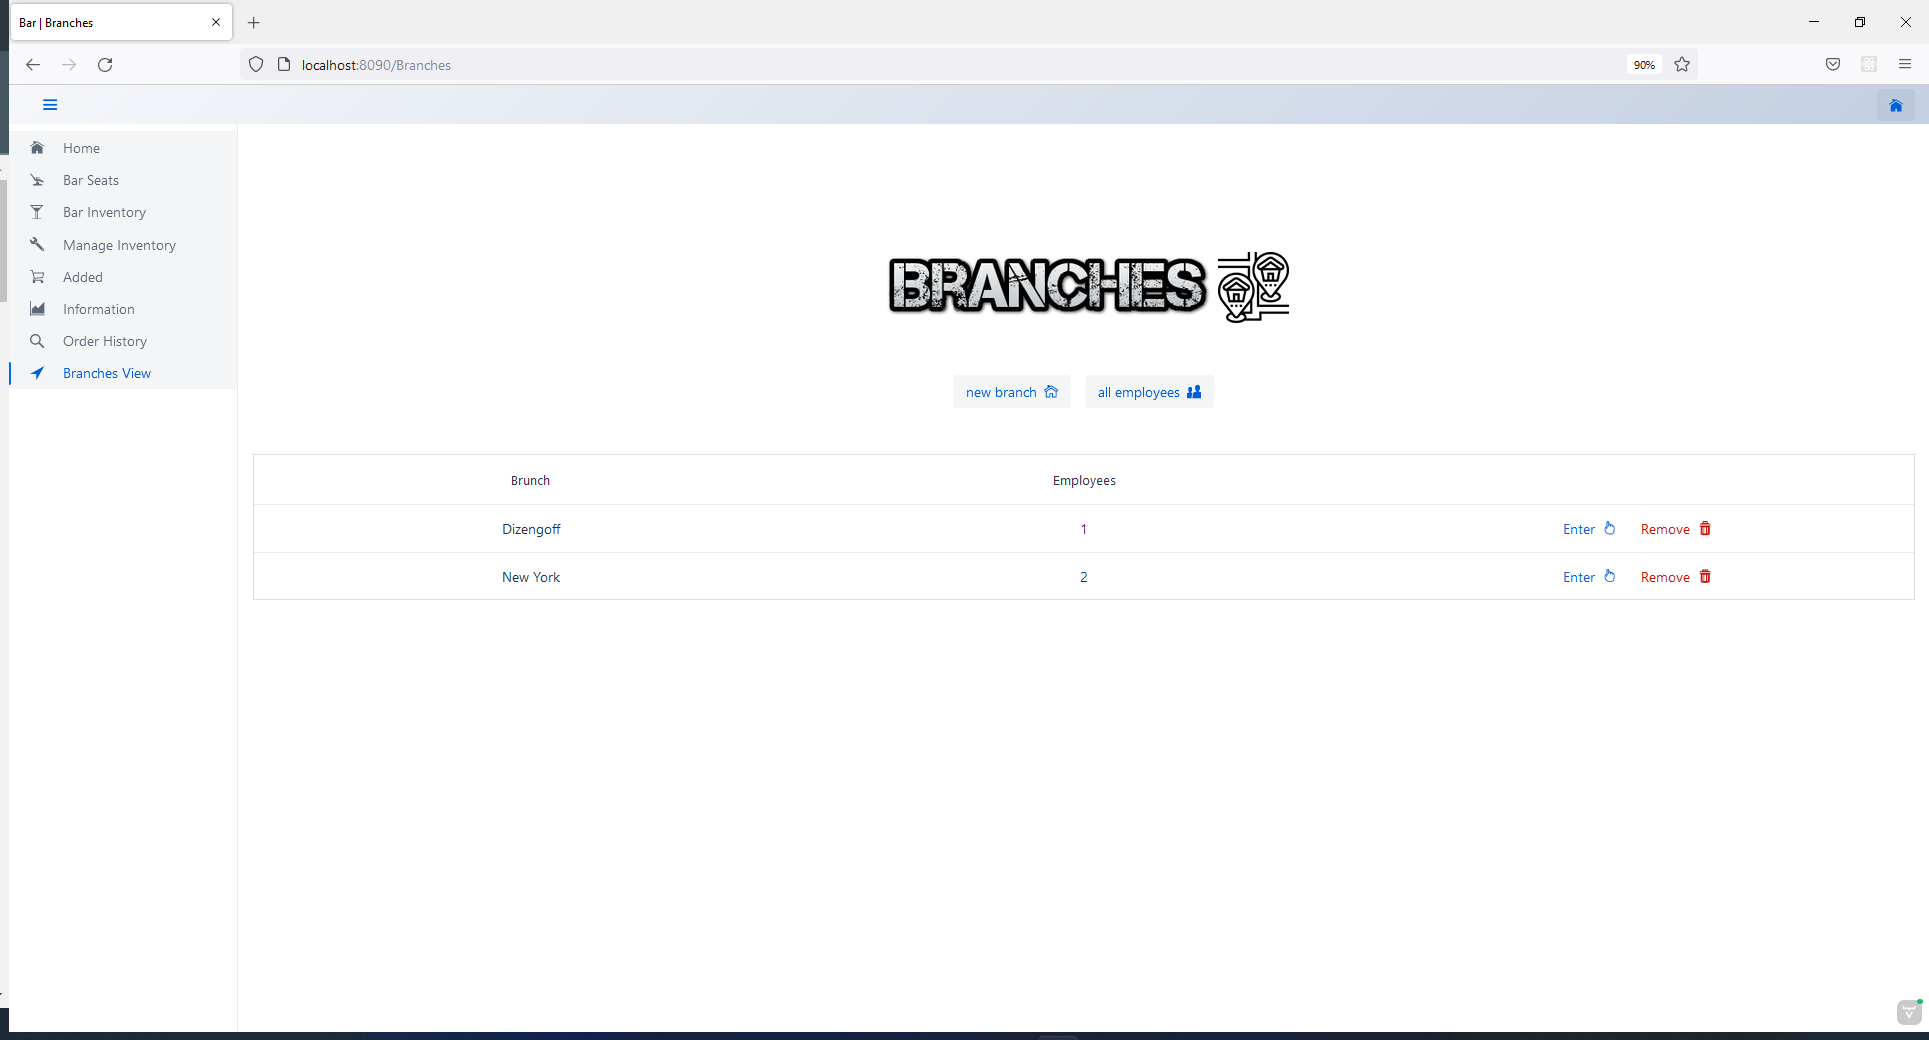 Bar | Branches
localhost:8090/Branches
90%
Home
Bar Seats
Bar Inventory
Manage Inventory
Added
Information
Order History
Branches View
BRANCHES
new branch all employees
Brunch Employees
Dizengoff 1 Enter Remove
New York 2 Enter Remove